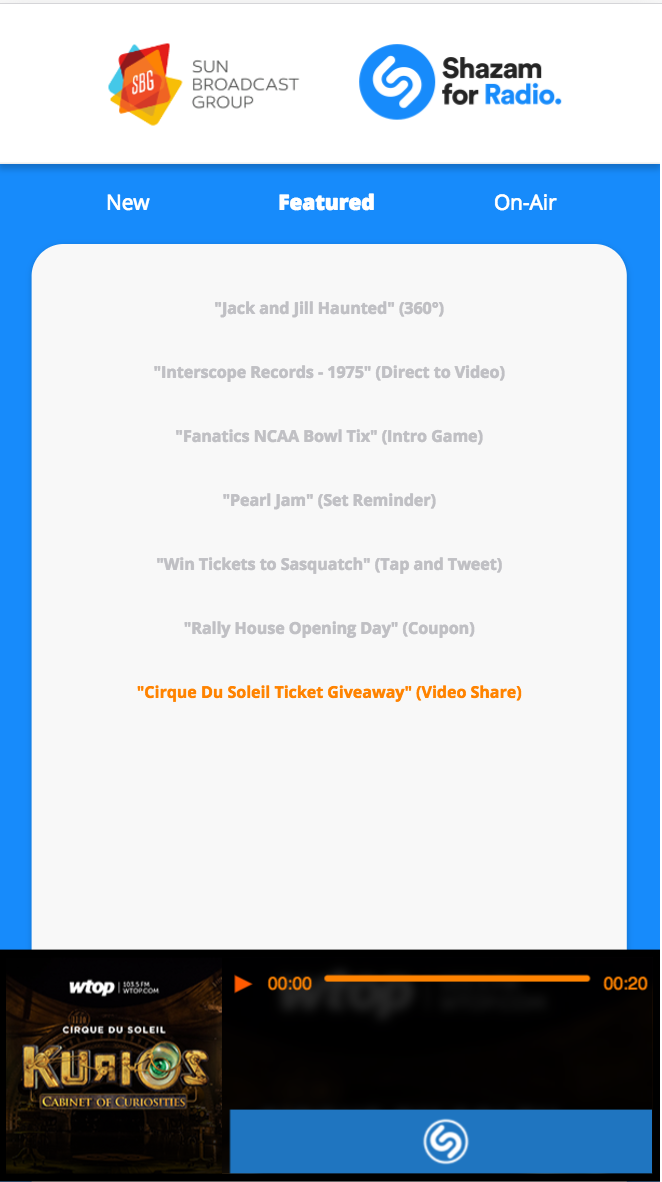 SBG
SUN
BROADCAST
GROUP
Shazam
for Radio.
New
Featured
On-Air
"Jack and Jill Haunted" (360°)
"Interscope Records - 1975" (Direct to Video)
"Fanatics NCAA Bowl Tix" (Intro Game)
"Pearl Jam" (Set Reminder)
"Win Tickets to Sasquatch" (Tap and Tweet)
"Rally House Opening Day" (Coupon)
"Cirque Du Soleil Ticket Giveaway" (Video Share)
wtop
103.5 FM
WTOP.COM
CIRQUE DU SOLEIL
KURIOS
CABINET OF CURIOSITIES
00:00
00:20
wtop